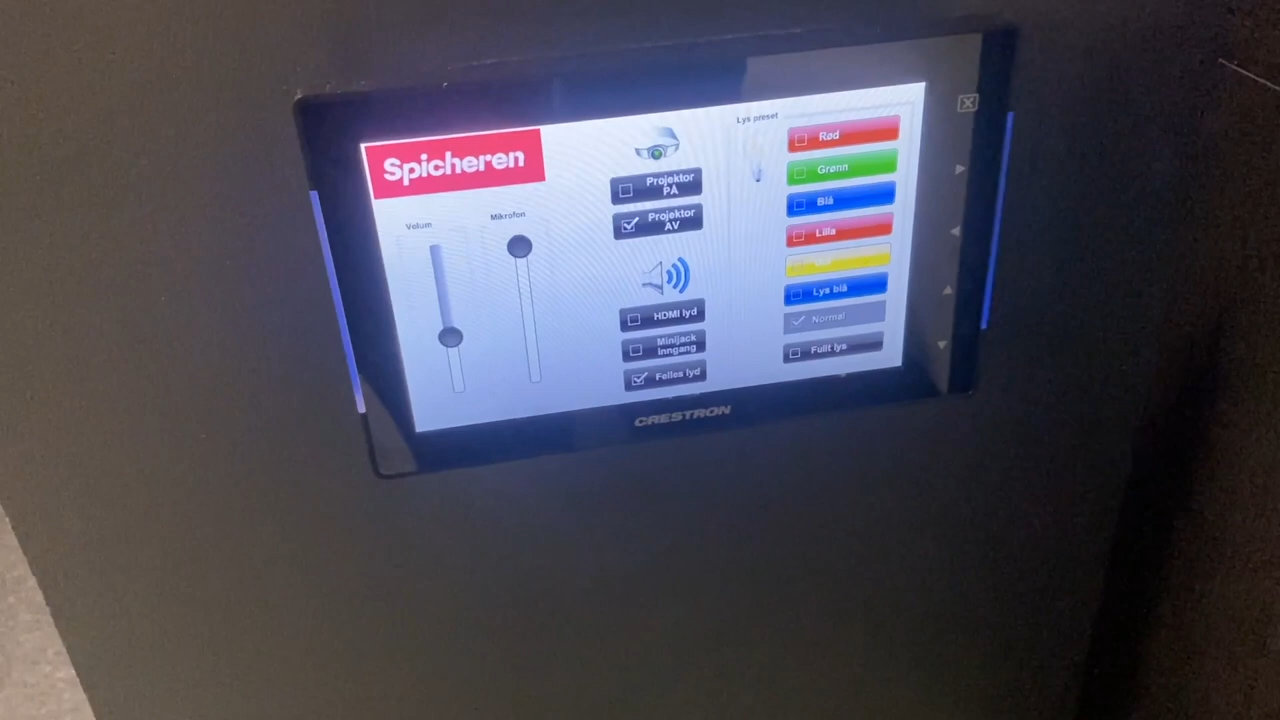 Spicheren
Volum
Mikrofon
Projektor
PÅ
Projektor
AV
HDMI lyd
Minijack
Inngang
Felles lyd
Lys preset
Rød
Grønn
Blå
Lilla
Lys blå
Normal
Fullt lys
CRESTRON